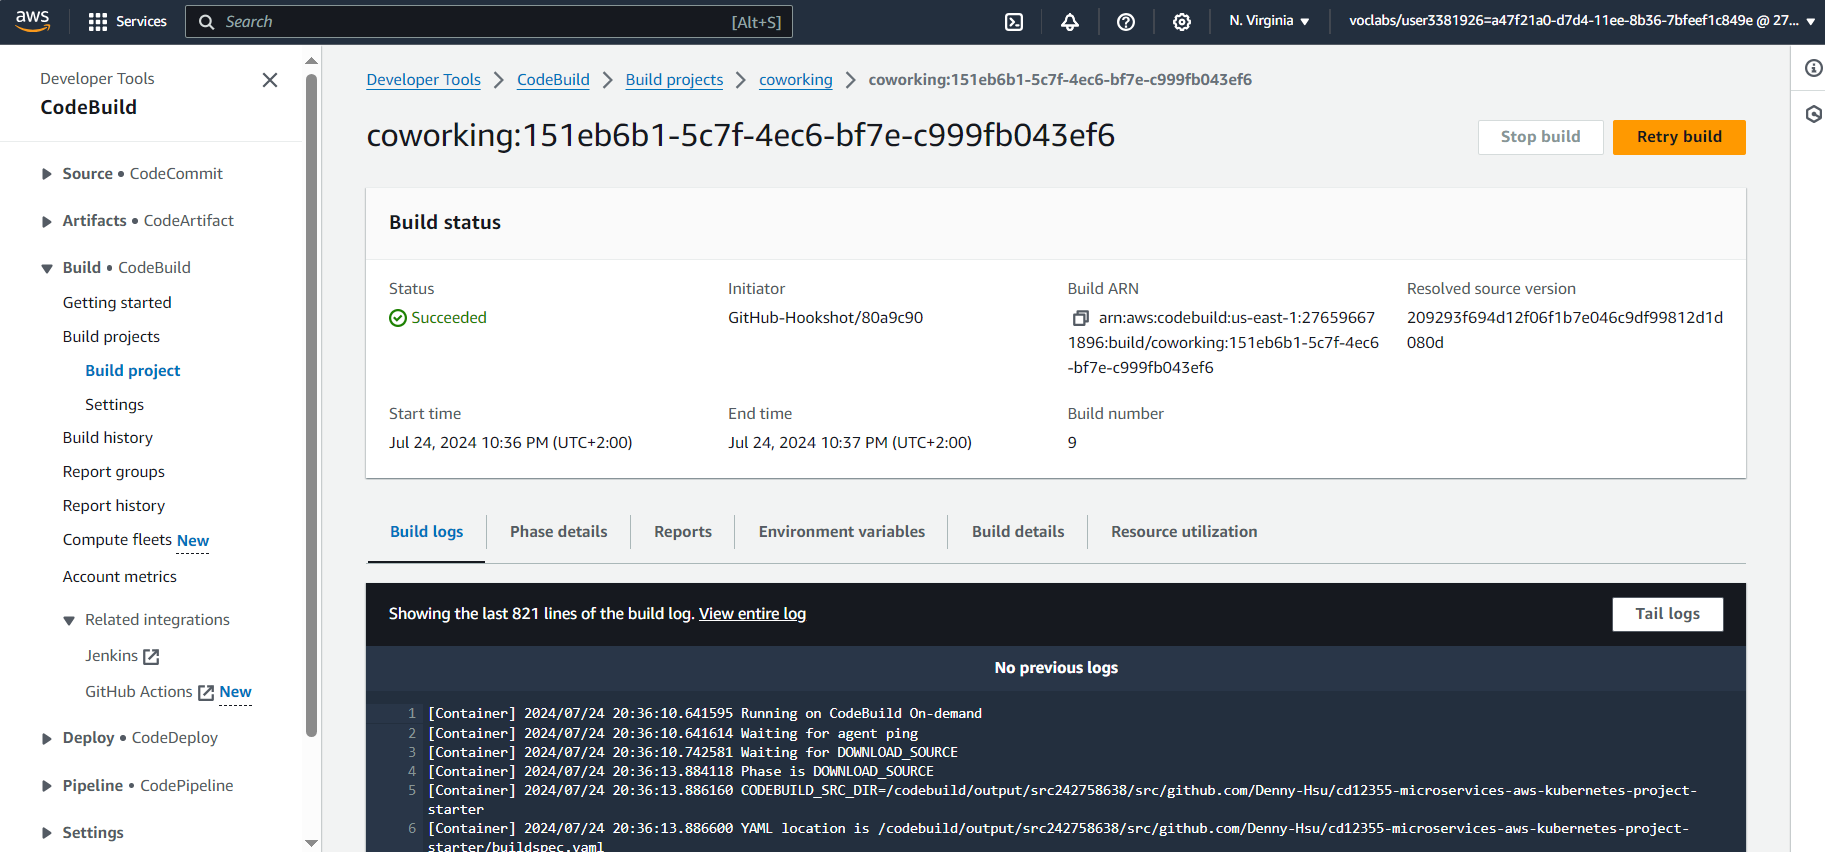 aws
Services
Search
[Alt+S]
N. Virginia
voclabs/user3381926=a47f21a0-d7d4-11ee-8b36-7bfeef1c849e @ 27...
Developer Tools
CodeBuild
Source • CodeCommit
Artifacts • CodeArtifact
Build • CodeBuild
Getting started
Build projects
Build project
Settings
Build history
Report groups
Report history
Compute fleets New
Account metrics
Related integrations
Jenkins
GitHub Actions New
Deploy • CodeDeploy
Pipeline • CodePipeline
Settings
Developer Tools
CodeBuild
Build projects
coworking
coworking:151eb6b1-5c7f-4ec6-bf7e-c999fb043ef6
coworking:151eb6b1-5c7f-4ec6-bf7e-c999fb043ef6
Stop build
Retry build
Build status
Status
Succeeded
Initiator
GitHub-Hookshot/80a9c90
Build ARN
arn:aws:codebuild:us-east-1:27659667
1896:build/coworking:151eb6b1-5c7f-4ec6
-bf7e-c999fb043ef6
Resolved source version
209293f694d12f06f1b7e046c9df99812d1d
080d
Start time
Jul 24, 2024 10:36 PM (UTC+2:00)
End time
Jul 24, 2024 10:37 PM (UTC+2:00)
Build number
9
Build logs
Phase details
Reports
Environment variables
Build details
Resource utilization
Showing the last 821 lines of the build log. View entire log
Tail logs
No previous logs
1 [Container] 2024/07/24 20:36:10.641595 Running on CodeBuild On-demand
2 [Container] 2024/07/24 20:36:10.641614 Waiting for agent ping
3 [Container] 2024/07/24 20:36:10.742581 Waiting for DOWNLOAD_SOURCE
4 [Container] 2024/07/24 20:36:13.884118 Phase is DOWNLOAD_SOURCE
5 [Container] 2024/07/24 20:36:13.886160 CODEBUILD_SRC_DIR=/codebuild/output/src242758638/src/github.com/Denny-Hsu/cd12355-microservices-aws-kubernetes-project-
starter
6 [Container] 2024/07/24 20:36:13.886600 YAML location is /codebuild/output/src242758638/src/github.com/Denny-Hsu/cd12355-microservices-aws-kubernetes-project-
starter/buildspec.yaml